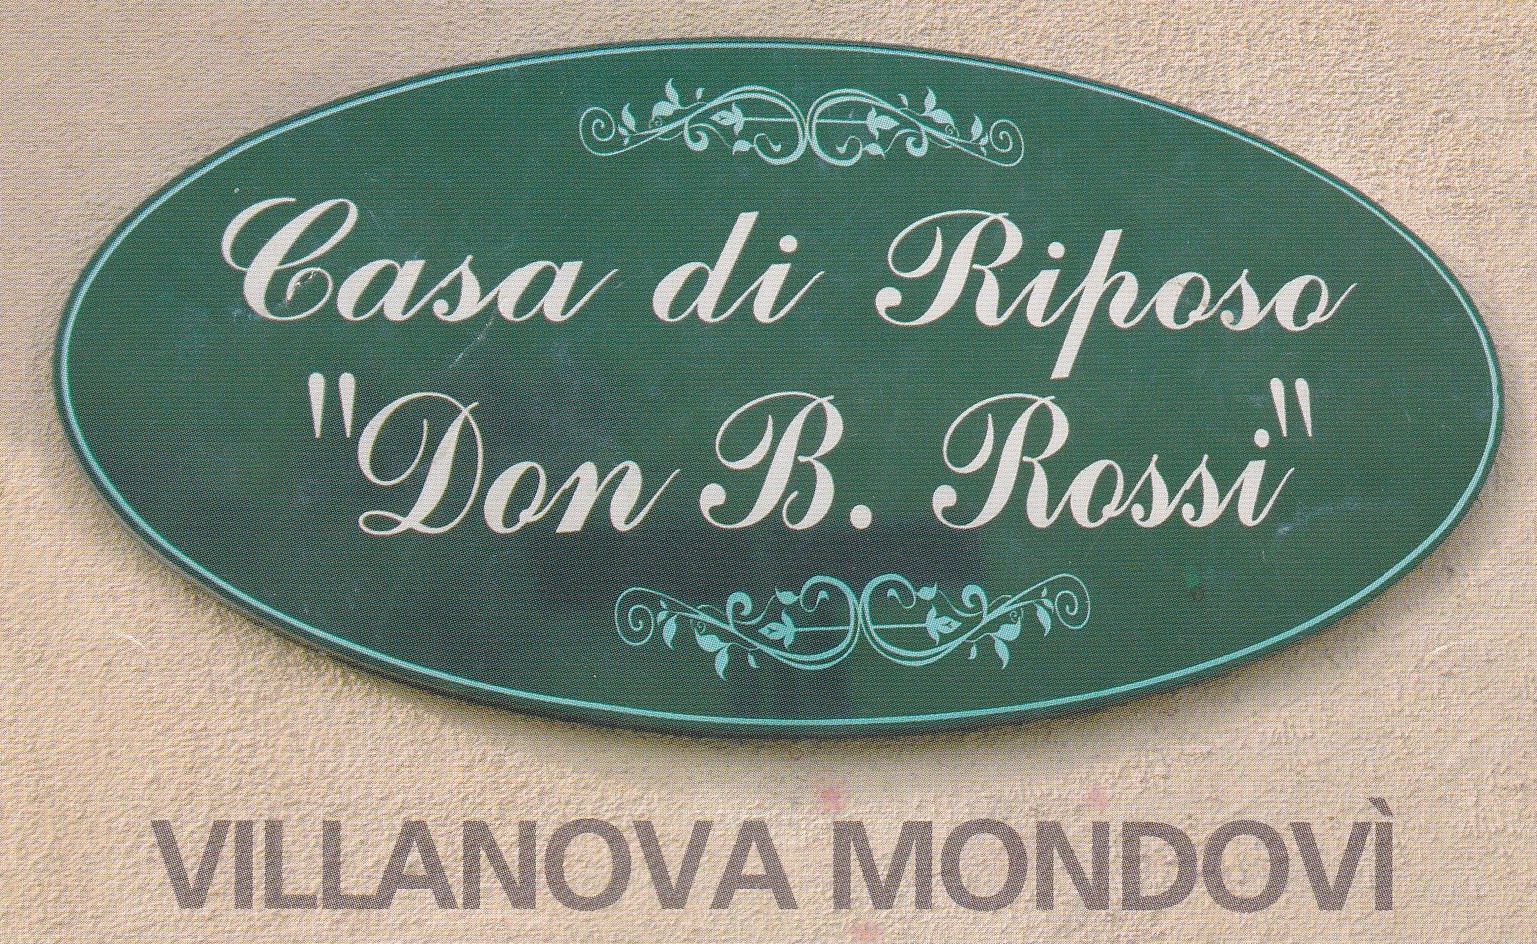 Casa di Riposo
"Don B. Rossi"
VILLANOVA MONDOVÌ